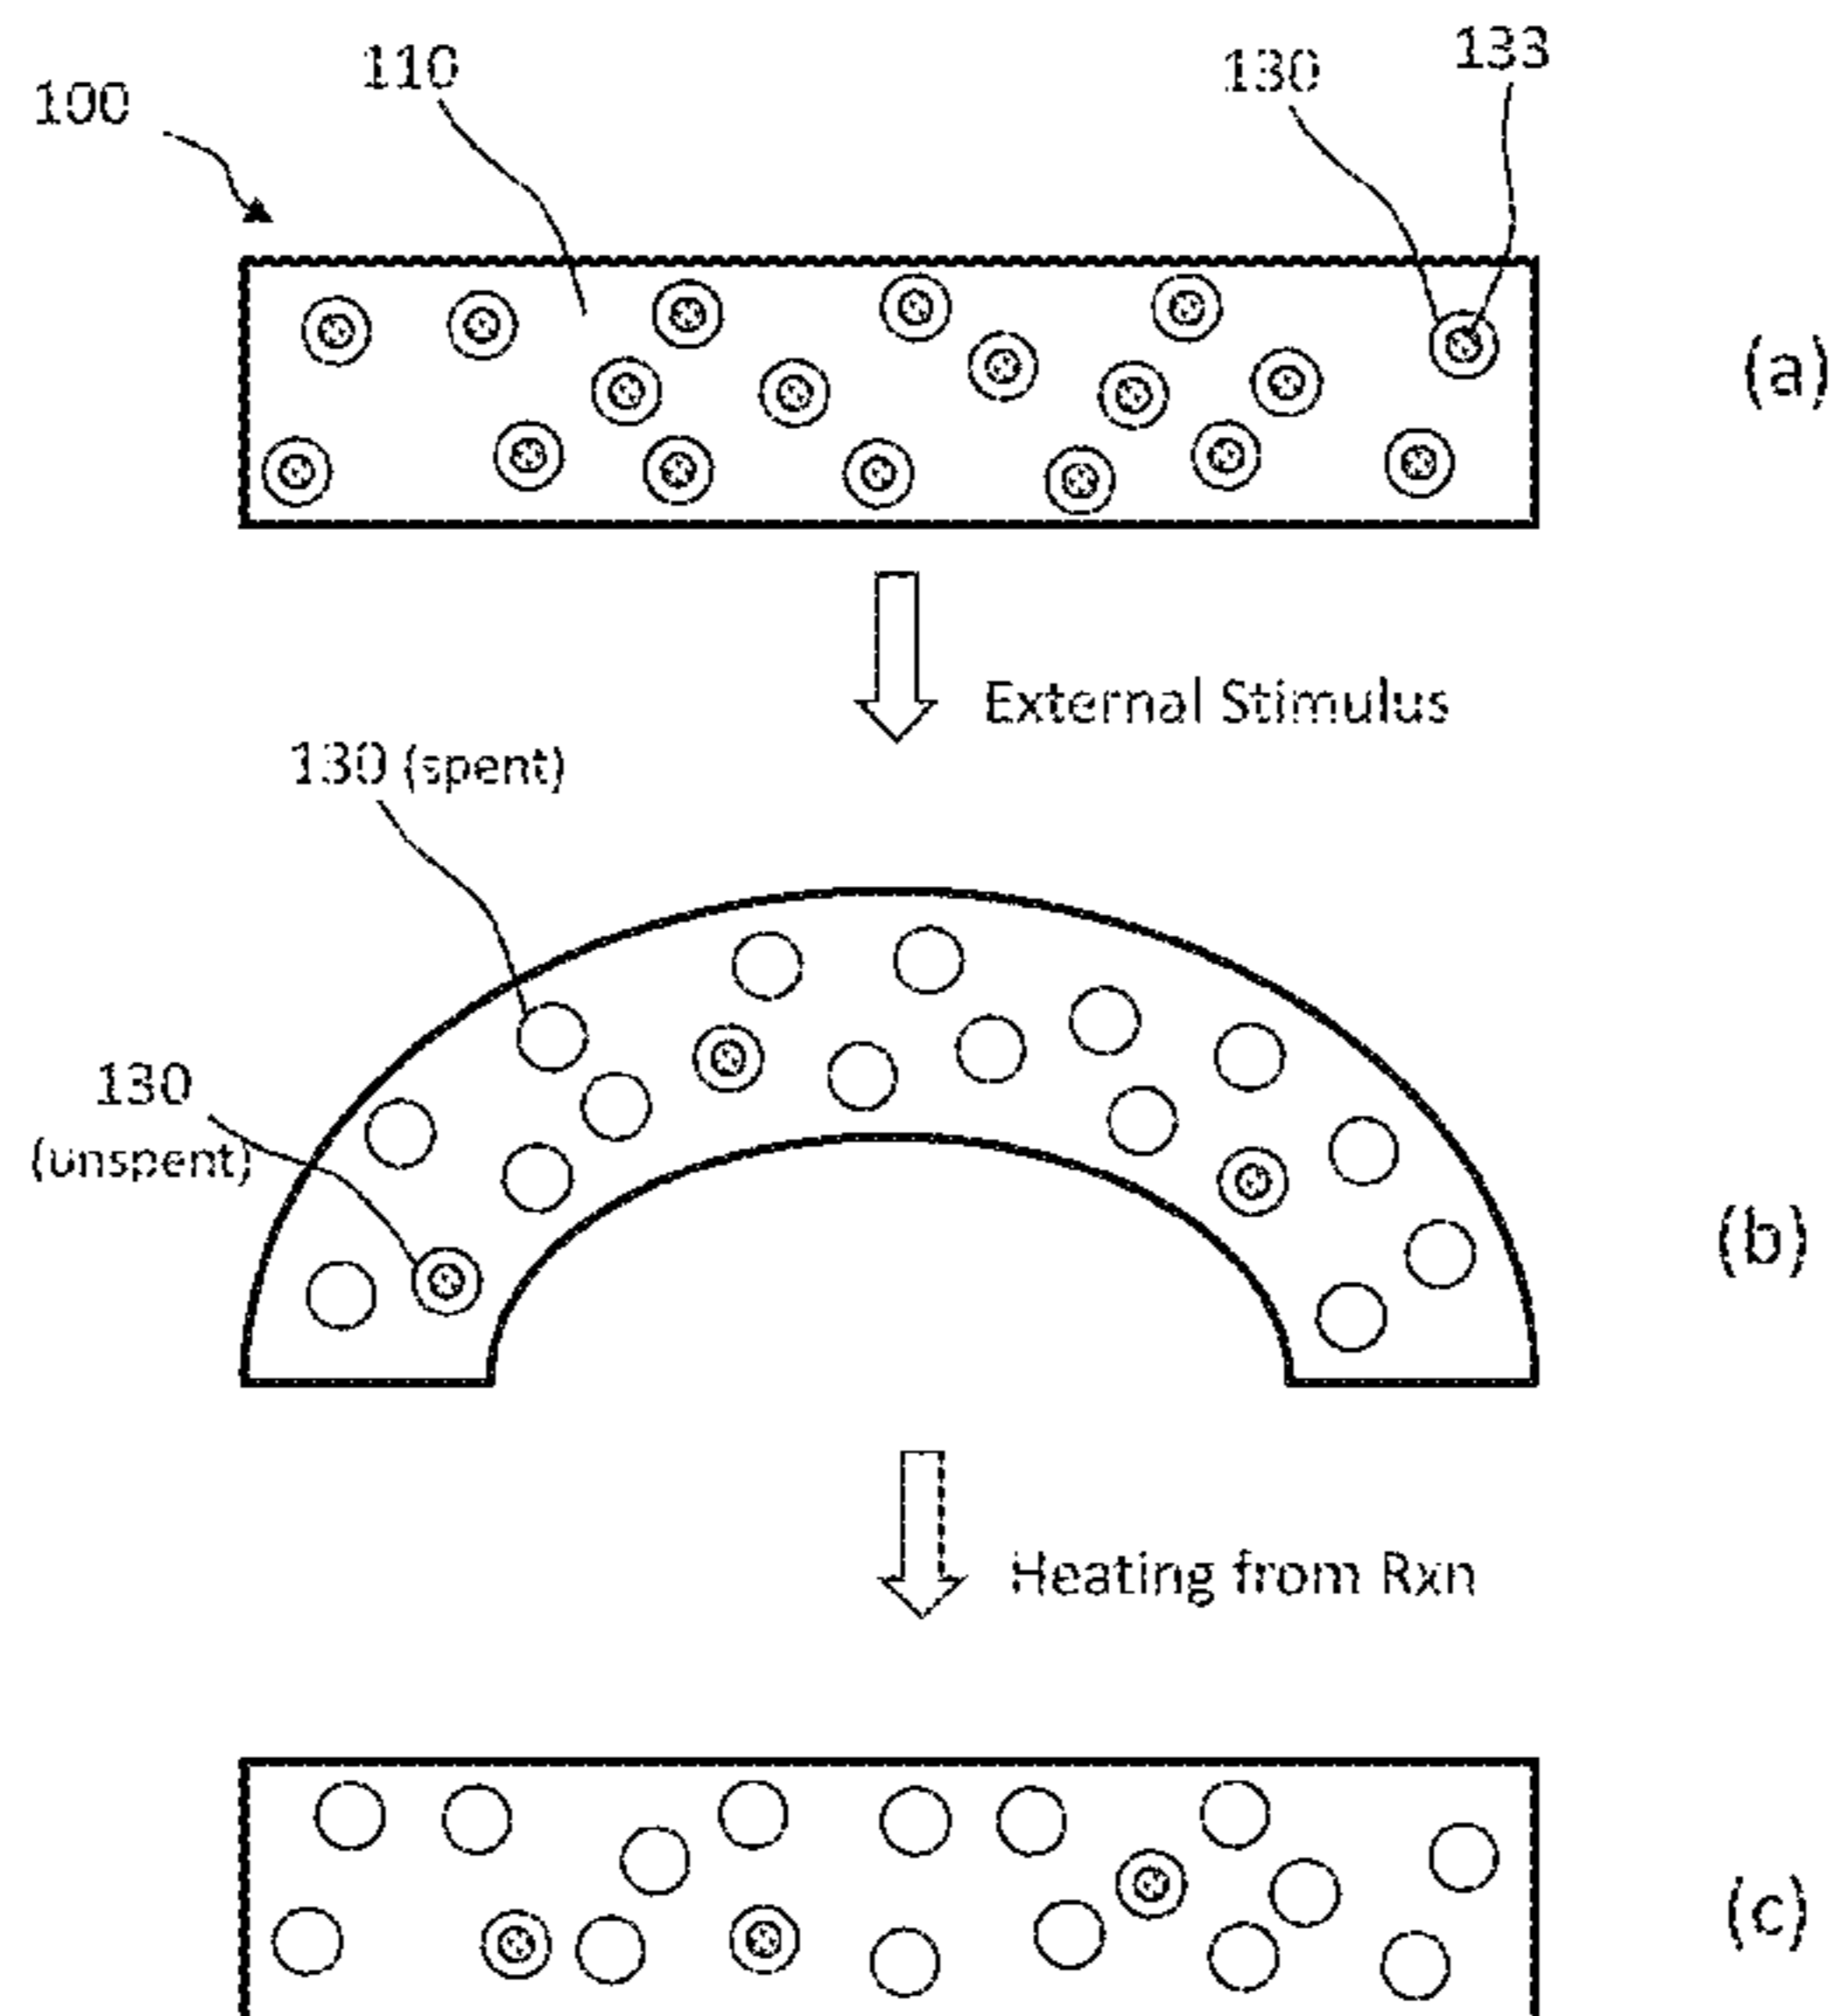 100
110
130
133
(a)
External Stimulus
130 (spent)
130
(unspent)
(b)
Heating from Rxn
(c)